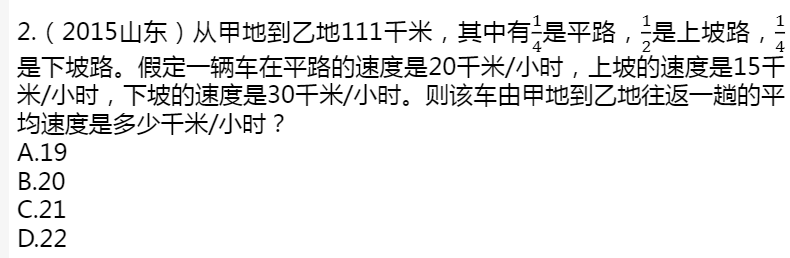 2.（2015山东）从甲地到乙地111千米，其中有1/4是平路，1/2是上坡路，1/4
是下坡路。假定一辆车在平路的速度是20千米/小时，上坡的速度是15千
米/小时，下坡的速度是30千米/小时。则该车由甲地到乙地往返一趟的平
均速度是多少千米/小时？
A.19
B.20
C.21
D.22